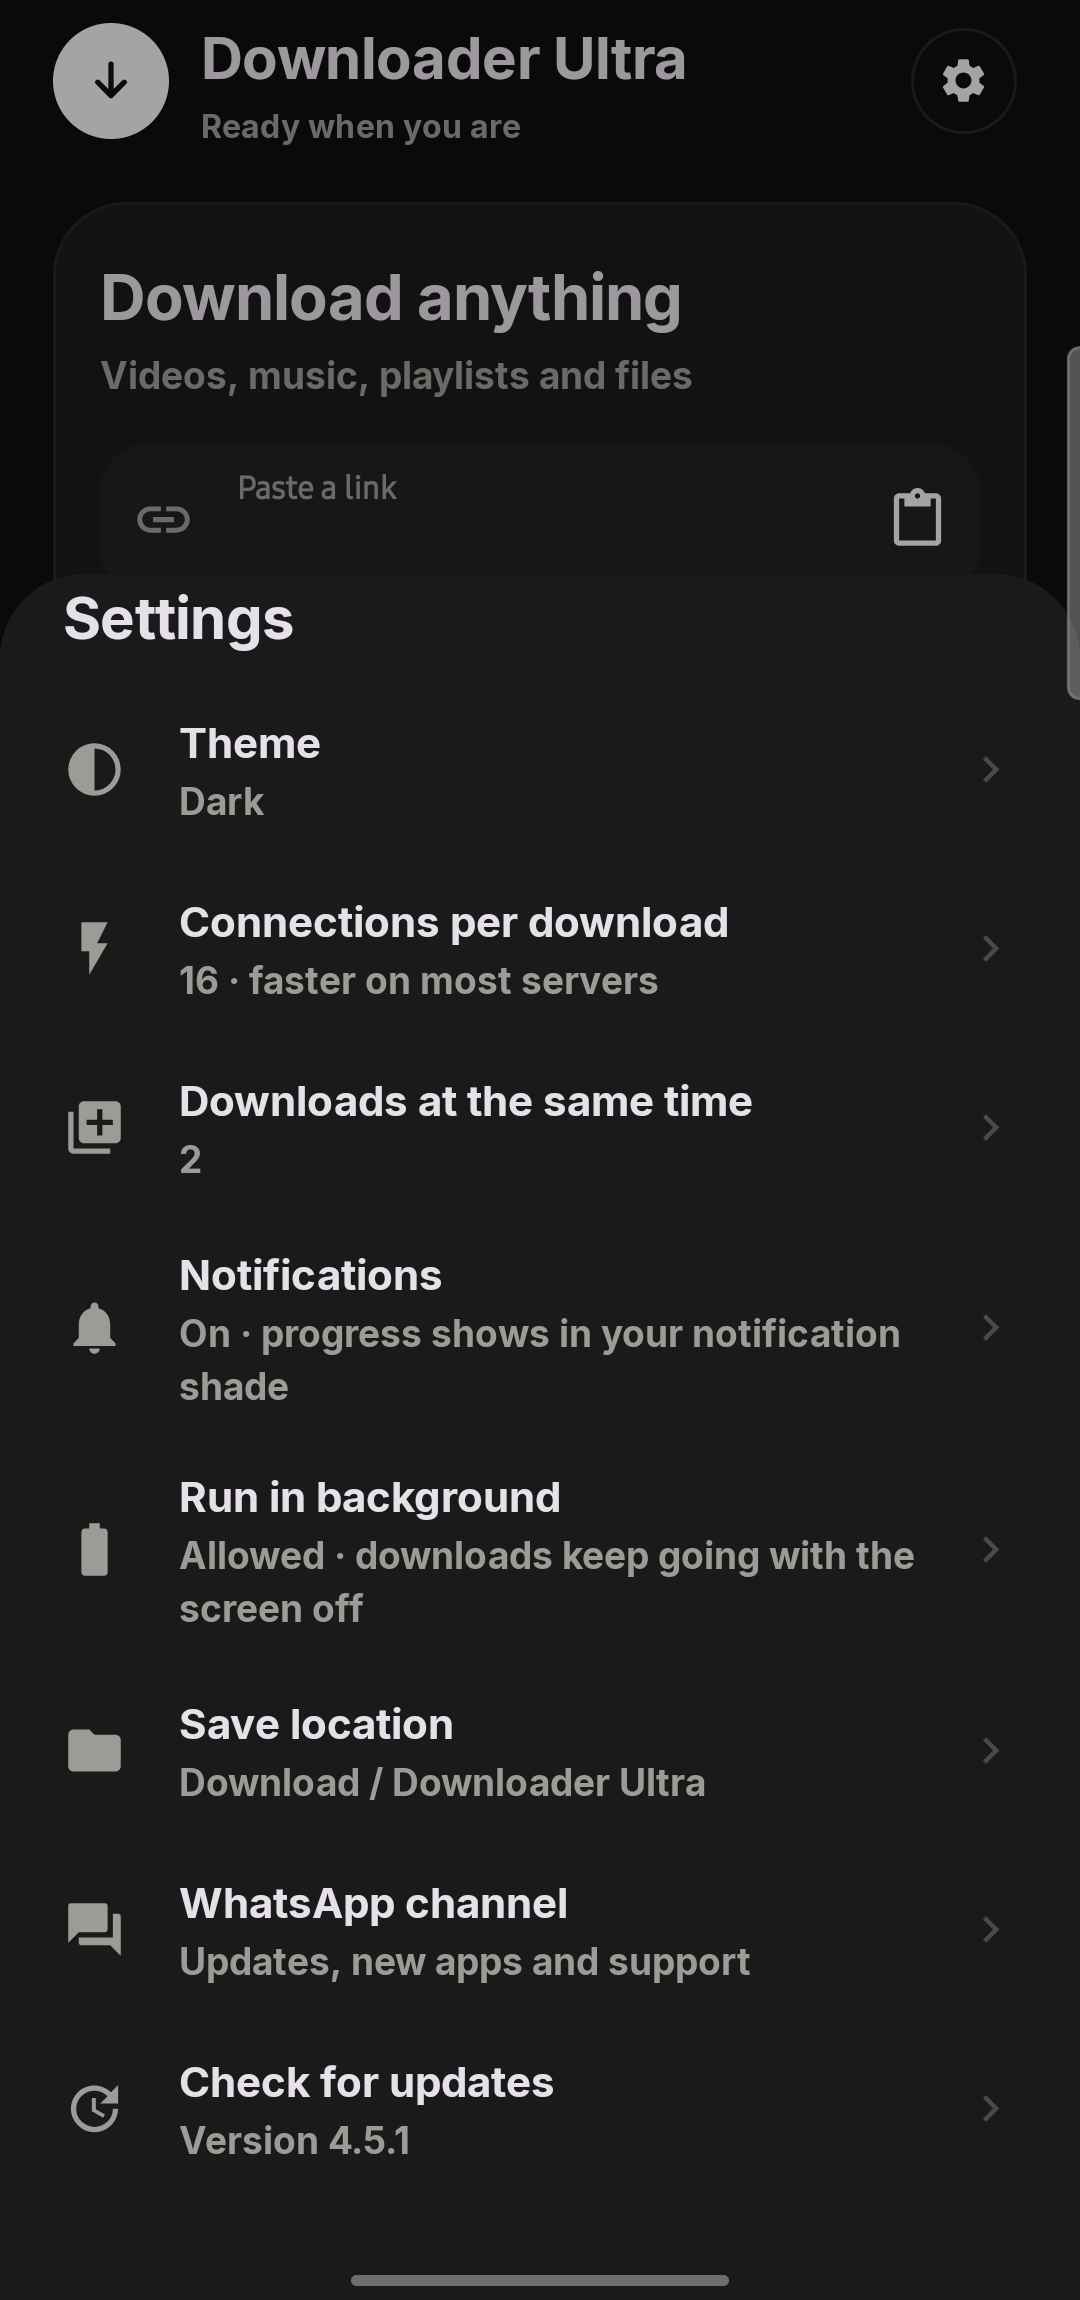 Downloader Ultra
Ready when you are
Download anything
Videos, music, playlists and files
Paste a link
Settings
Theme
Dark
Connections per download
16 · faster on most servers
Downloads at the same time
2
Notifications
On · progress shows in your notification
shade
Run in background
Allowed · downloads keep going with the
screen off
Save location
Download / Downloader Ultra
WhatsApp channel
Updates, new apps and support
Check for updates
Version 4.5.1